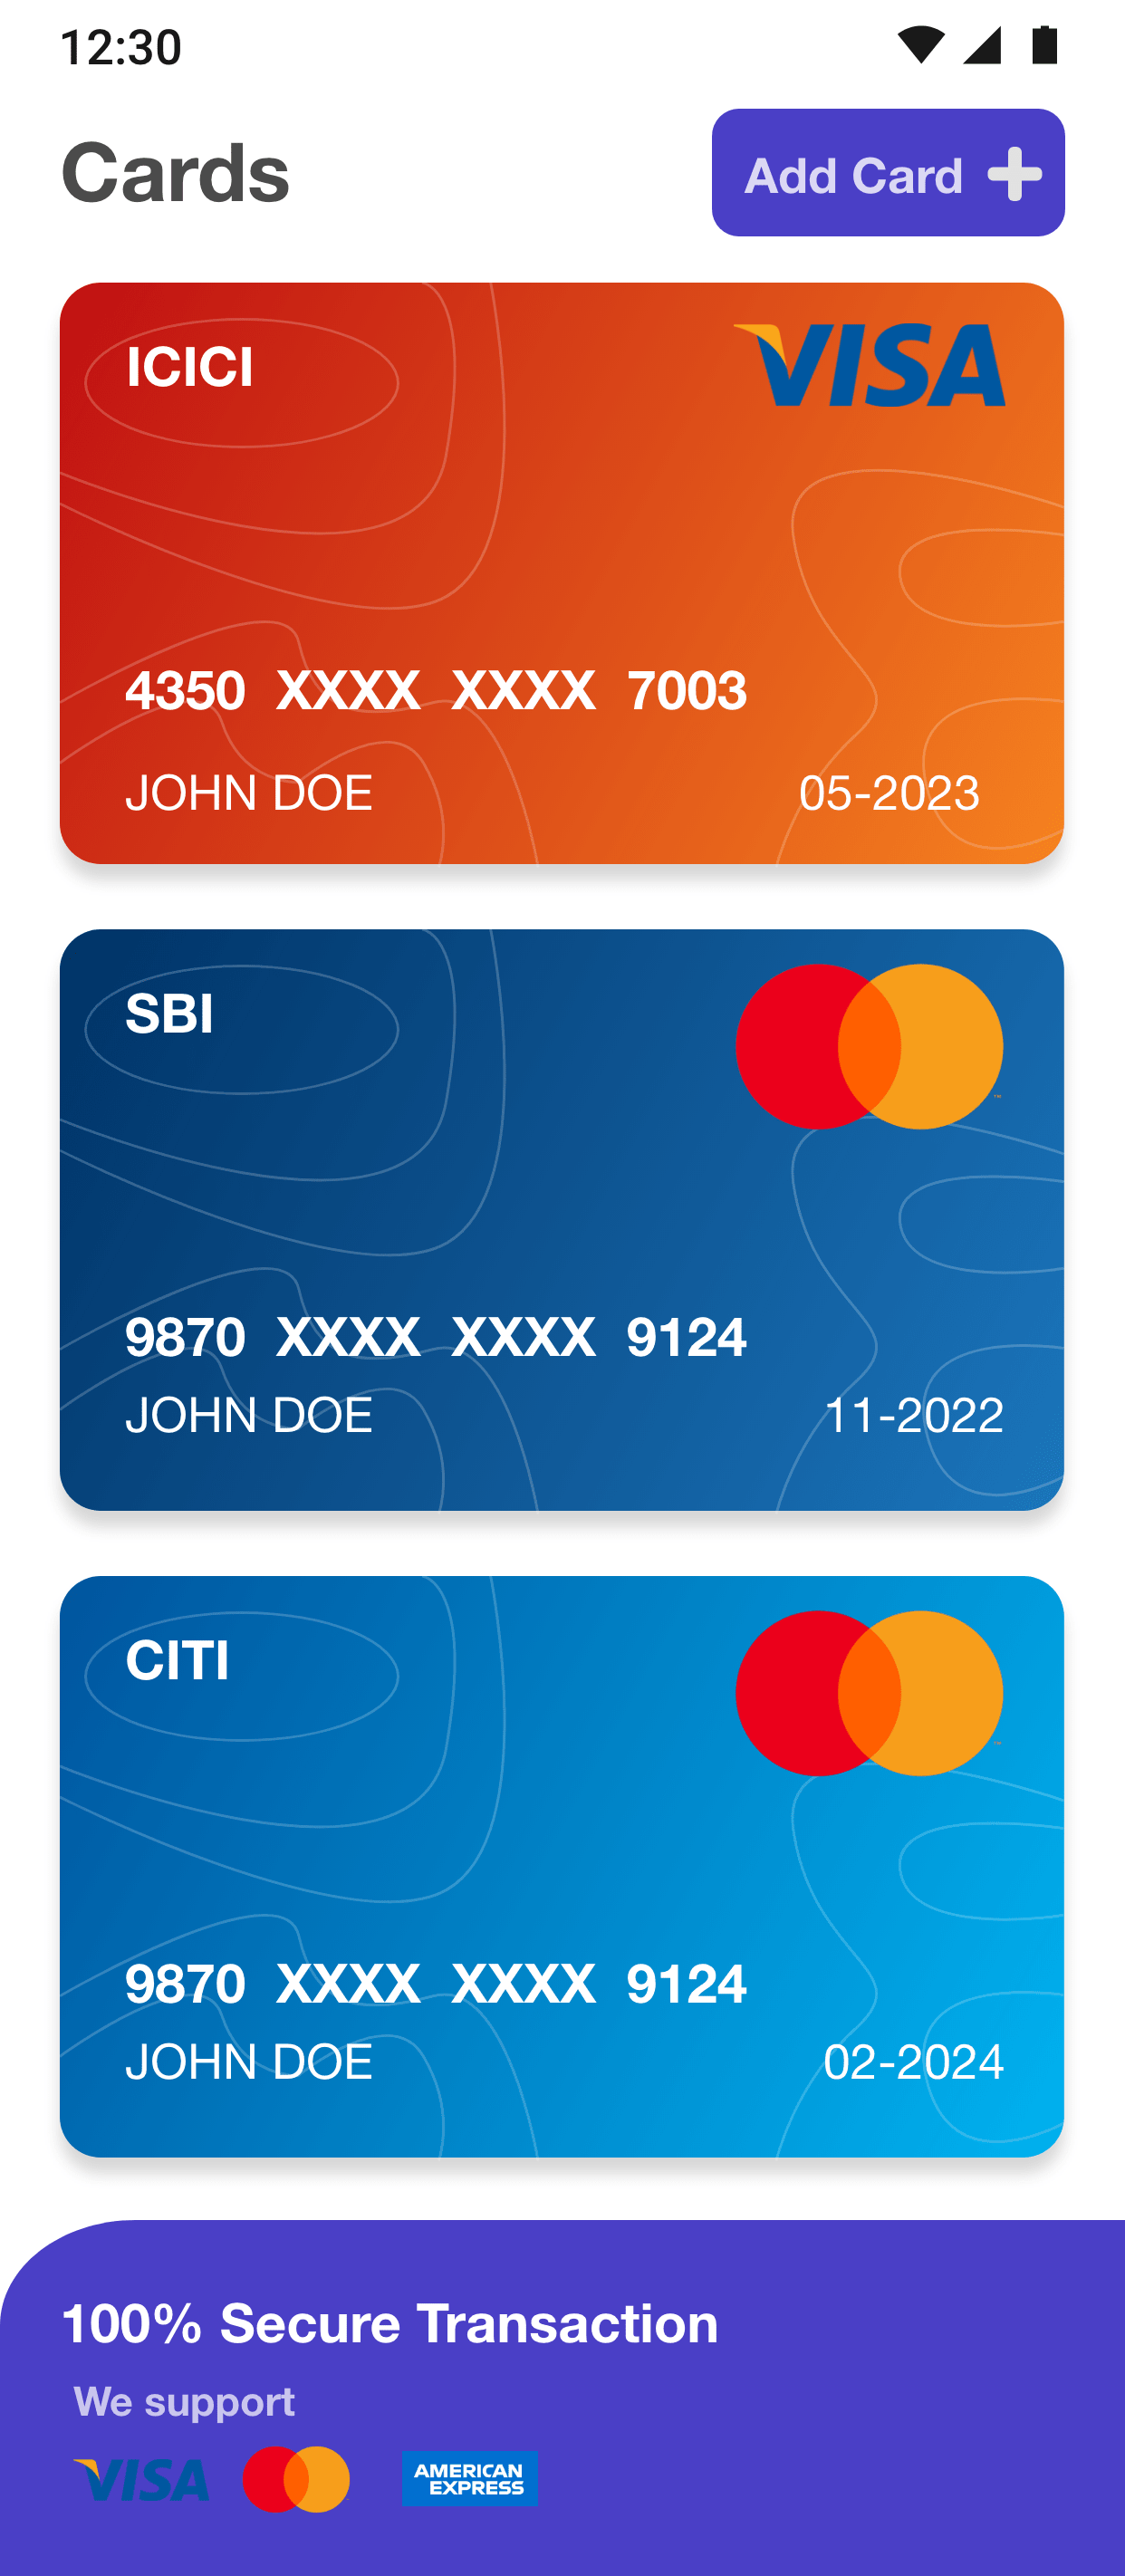 12:30
Cards
Add Card
ICICI
VISA
4350 XXXX XXXX 7003
JOHN DOE 05-2023
SBI
™
9870 XXXX XXXX 9124
JOHN DOE 11-2022
CITI
™
9870 XXXX XXXX 9124
JOHN DOE 02-2024
100% Secure Transaction
We support
VISA
AMERICAN
EXPRESS